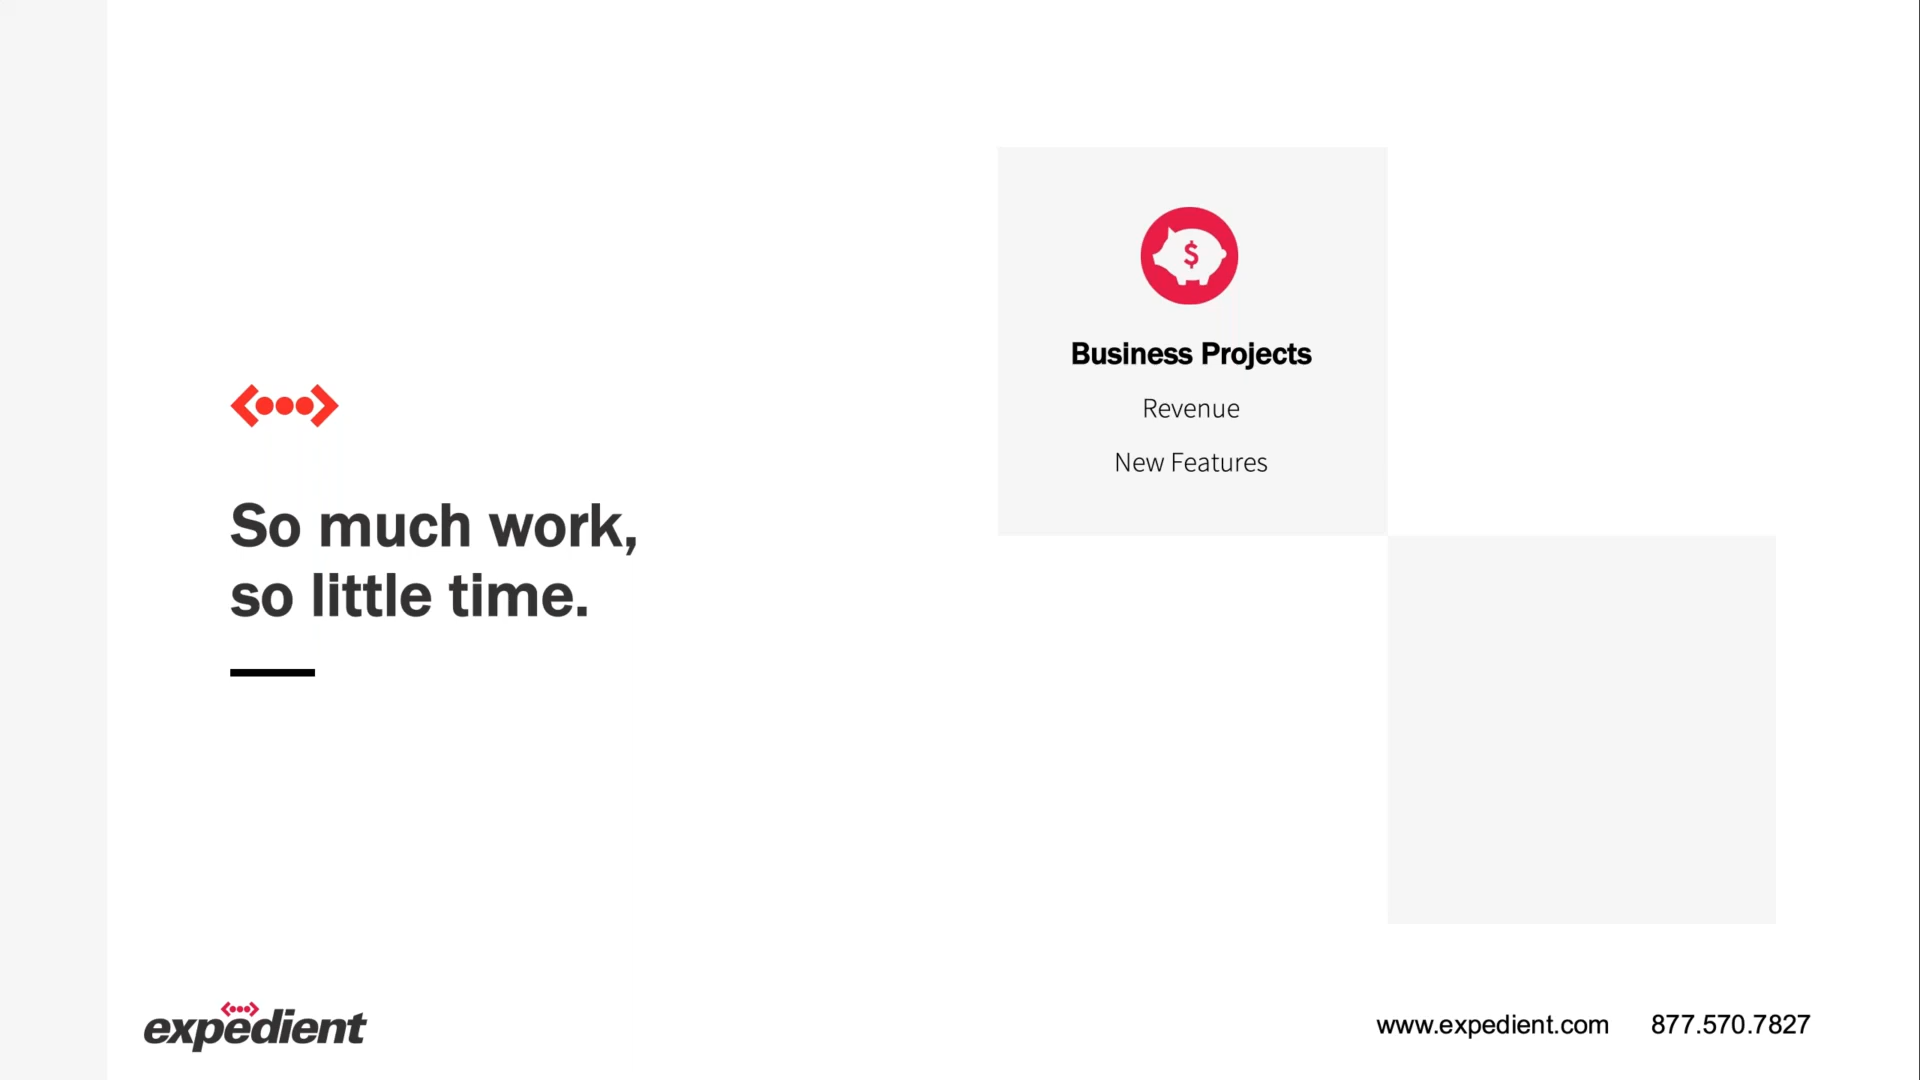 So much work,
so little time.
$
Business Projects
Revenue
New Features
expedient
www.expedient.com 877.570.7827